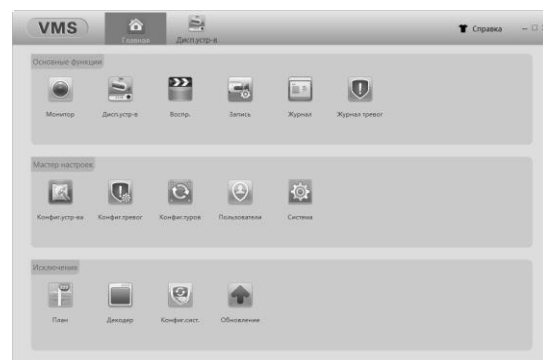 VMS
Главная
Дисп.устр-в
Справка
Основные функции
Монитор Дисп.устр-в Воспр. Запись Журнал Журнал тревог
Мастер настроек
Конфиг.устр-ва Конфиг.тревог Конфиг.туров Пользователи Система
Исключения
План Декодер Конфиг.сист. Обновление